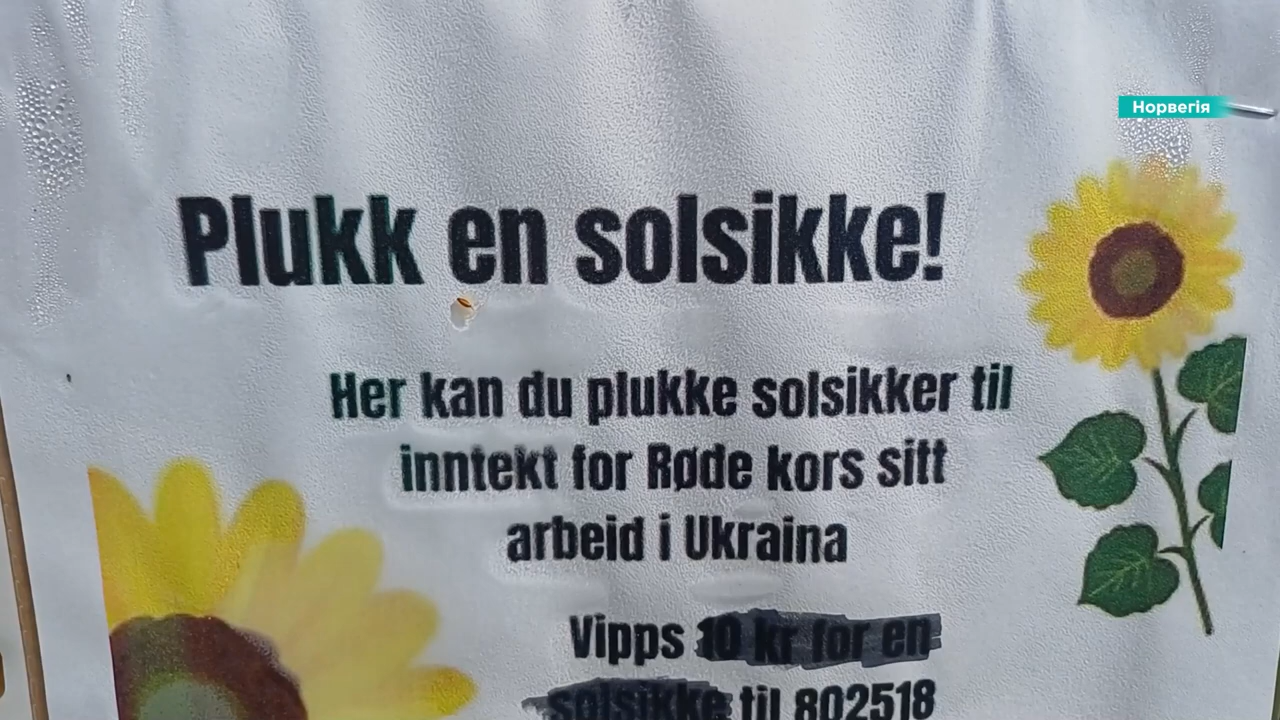 Норвегія
Plukk en solsikke!
Her kan du plukke solsikker til
inntekt for Røde kors sitt
arbeid i Ukraina
Vipps 10 kr for en
solsikke til 802518